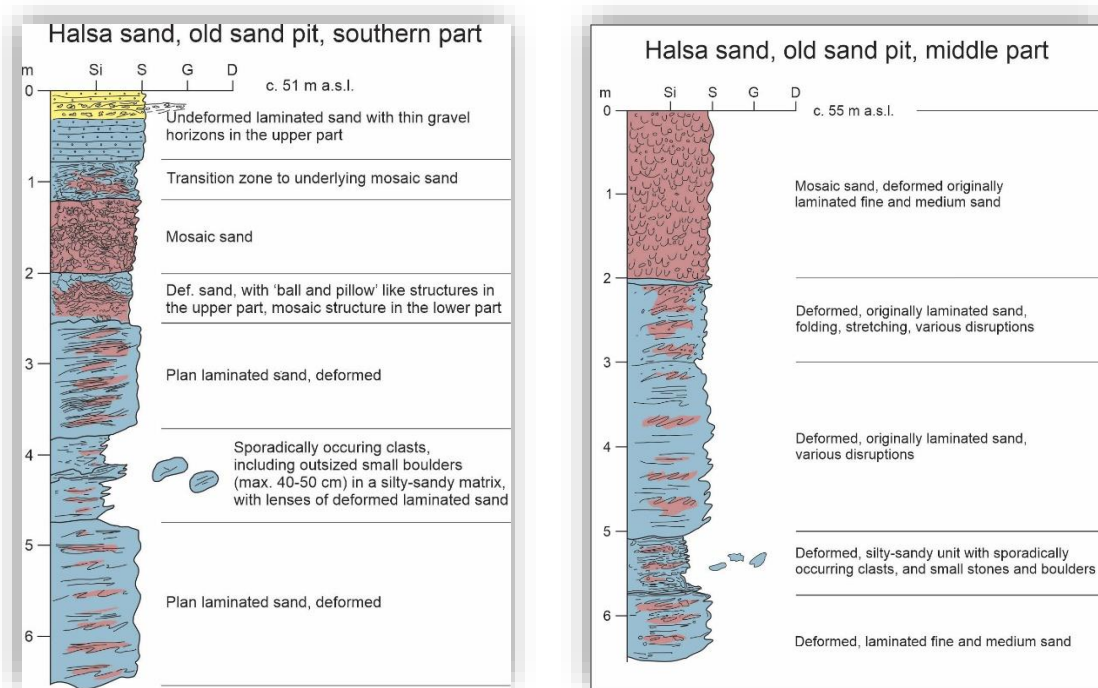 Halsa sand, old sand pit, southern part
m
Si S G D
c. 51 m a.s.l.
0
Undeformed laminated sand with thin gravel
horizons in the upper part
1
Transition zone to underlying mosaic sand
Mosaic sand
2
Def. sand, with ‘ball and pillow’ like structures in
the upper part, mosaic structure in the lower part
3
Plan laminated sand, deformed
4
Sporadically occuring clasts,
including outsized small boulders
(max. 40-50 cm) in a silty-sandy matrix,
with lenses of deformed laminated sand
5
Plan laminated sand, deformed
6
Halsa sand, old sand pit, middle part
m
Si S G D
c. 55 m a.s.l.
0
1
Mosaic sand, deformed originally
laminated fine and medium sand
2
Deformed, originally laminated sand,
folding, stretching, various disruptions
3
4
Deformed, originally laminated sand,
various disruptions
5
Deformed, silty-sandy unit with sporadically
occurring clasts, and small stones and boulders
6
Deformed, laminated fine and medium sand